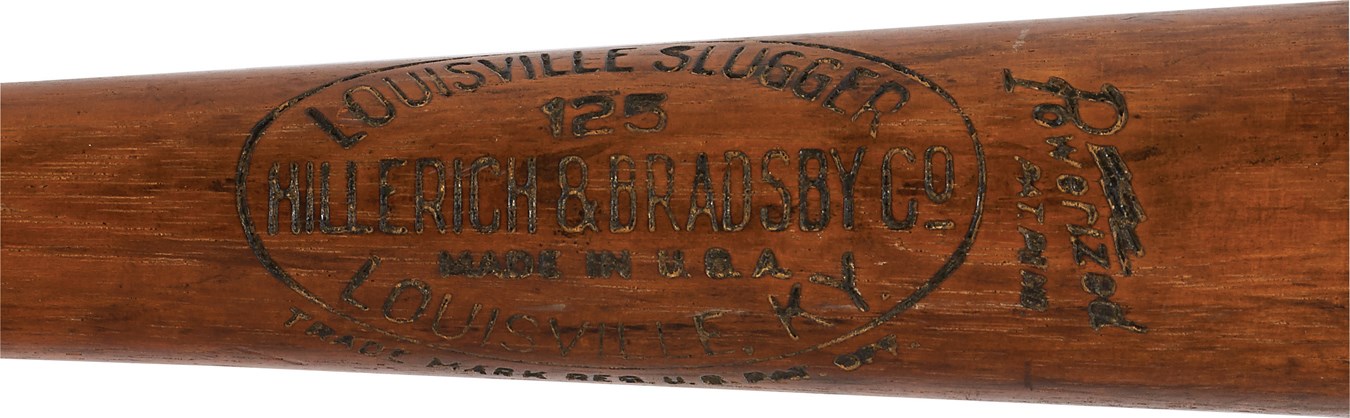 LOUISVILLE SLUGGER
125
HILLERICH & BRADSBY Co
MADE IN U.S.A.
LOUISVILLE, KY.
TRADE MARK REG. U.S. PAT. OFF.
Powerized